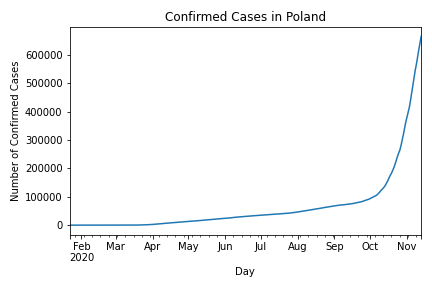 Confirmed Cases in Poland
Number of Confirmed Cases
600000
500000
400000
300000
200000
100000
0
Feb Mar Apr May Jun Jul Aug Sep Oct Nov
2020
Day